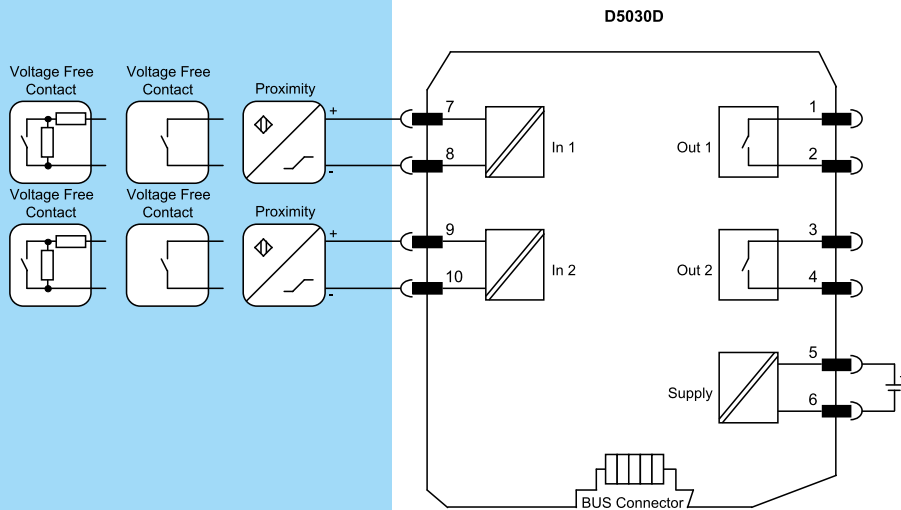 D5030D
Voltage Free
Contact
Voltage Free
Contact
Proximity
+
-
7
8
In 1
Out 1
1
2
Voltage Free
Contact
Voltage Free
Contact
Proximity
+
-
9
10
In 2
Out 2
3
4
Supply
5
6
+
BUS Connector